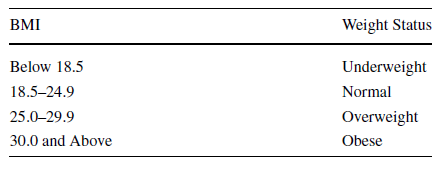 BMI Weight Status
Below 18.5 Underweight
18.5–24.9 Normal
25.0–29.9 Overweight
30.0 and Above Obese